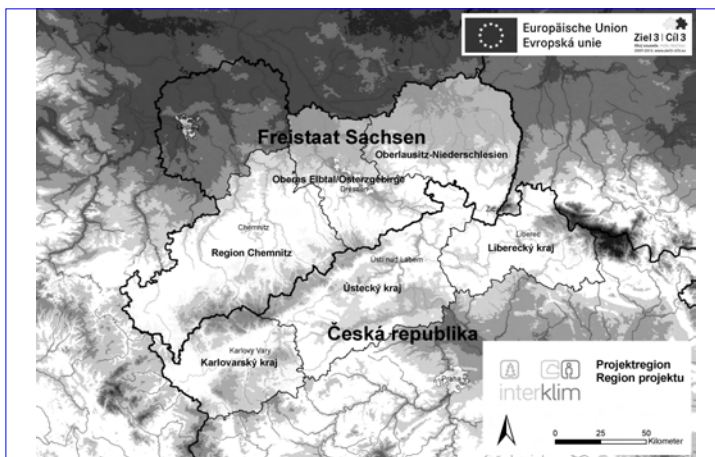 Europäische Union
Evropská unie
Ziel 3 | Cíl 3
Freistaat Sachsen
Oberlausitz-Niederschlesien
Oberes Elbtal/Osterzgebirge
Dresden
Chemnitz
Region Chemnitz
Liberec
Liberecký kraj
Ústí nad Labem
Ústecký kraj
Česká republika
Karlovy Vary
Karlovarský kraj
Praha
Projektregion
Region projektu
interklim
0 25 50
Kilometer